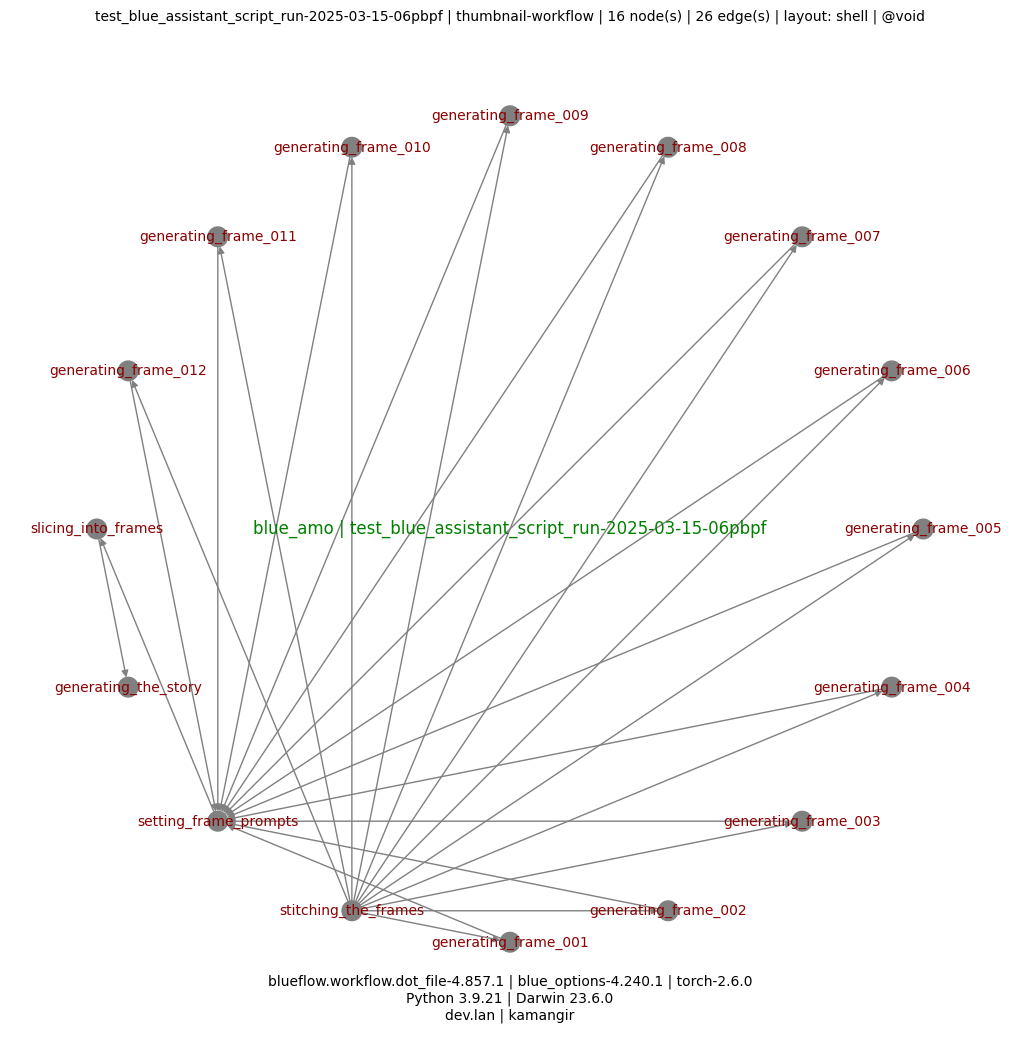 test_blue_assistant_script_run-2025-03-15-06pbpf | thumbnail-workflow | 16 node(s) | 26 edge(s) | layout: shell | @void
generating_frame_009
generating_frame_010
generating_frame_008
generating_frame_011
generating_frame_007
generating_frame_012
generating_frame_006
slicing_into_frames
blue_amo | test_blue_assistant_script_run-2025-03-15-06pbpf
generating_frame_005
generating_the_story
generating_frame_004
setting_frame_prompts
generating_frame_003
stitching_the_frames
generating_frame_002
generating_frame_001
blueflow.workflow.dot_file-4.857.1 | blue_options-4.240.1 | torch-2.6.0
Python 3.9.21 | Darwin 23.6.0
dev.lan | kamangir